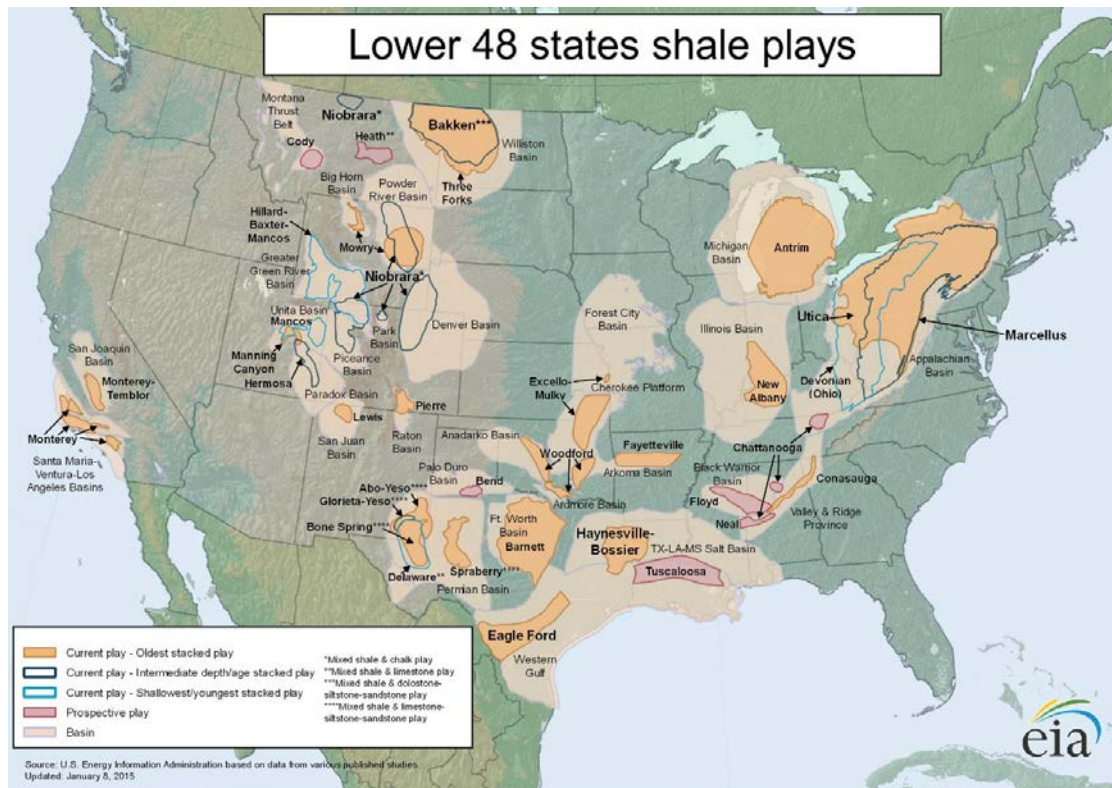 Lower 48 states shale plays
Montana
Thrust
Belt
Niobrara*
Cody
Heath**
Bakken***
Williston
Basin
Three
Forks
Big Horn
Basin
Powder
River Basin
Hillard-
Baxter-
Mancos
Mowry
Greater
Green River
Basin
Niobrara*
Unita Basin
Mancos
Park
Basin
Denver Basin
Manning
Canyon
Piceance
Basin
Hermosa
Paradox Basin
San Joaquin
Basin
Monterey-
Temblor
Monterey
Santa Maria-
Ventura-Los
Angeles Basins
Lewis
San Juan
Basin
Pierre
Raton
Basin
Forest City
Basin
Excello-
Mulky
Cherokee Platform
Michigan
Basin
Antrim
Illinois Basin
New
Albany
Utica
Marcellus
Devonian
(Ohio)
Appalachian
Basin
Anadarko Basin
Woodford
Fayetteville
Arkoma Basin
Chattanooga
Black Warrior
Basin
Conasauga
Floyd
Neal
Valley & Ridge
Province
Palo Duro
Basin
Bend
Ardmore Basin
Abo-Yeso****
Glorieta-Yeso****
Bone Spring****
Delaware**
Spraberry****
Permian Basin
Ft. Worth
Basin
Barnett
Haynesville-
Bossier
TX-LA-MS Salt Basin
Tuscaloosa
Eagle Ford
Western
Gulf
Current play - Oldest stacked play
Current play - Intermediate depth/age stacked play
Current play - Shallowest/youngest stacked play
Prospective play
Basin
*Mixed shale & chalk play
**Mixed shale & limestone play
***Mixed shale & dolostone-
siltstone-sandstone play
****Mixed shale & limestone-
siltstone-sandstone play
eia
Source: U.S. Energy Information Administration based on data from various published studies.
Updated: January 8, 2015